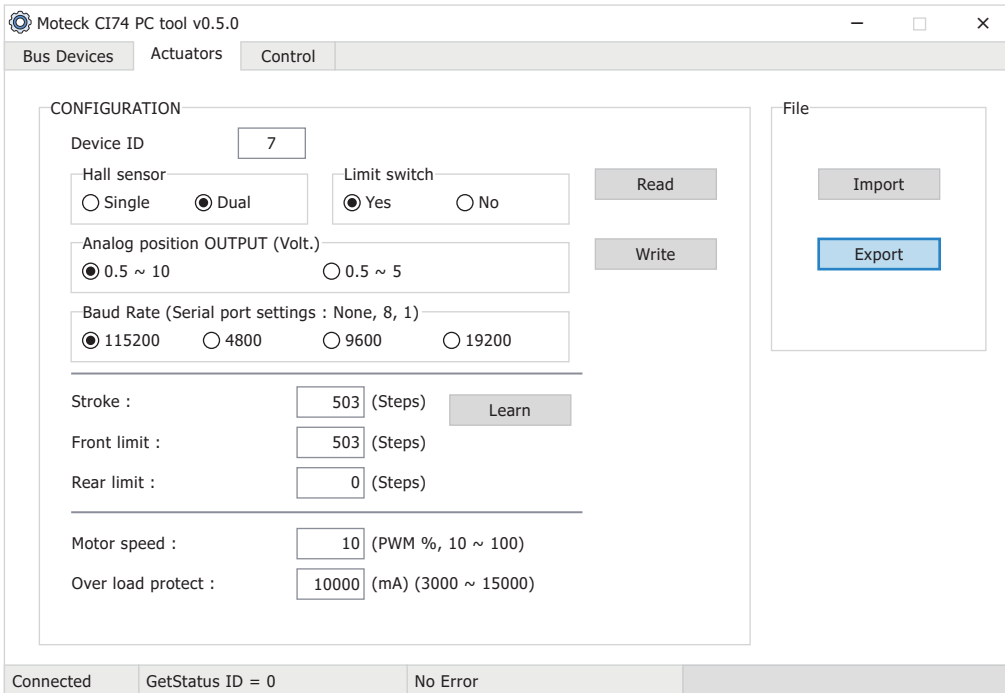 Moteck CI74 PC tool v0.5.0
Bus Devices Actuators Control
CONFIGURATION
Device ID 7
Hall sensor
Single Dual
Limit switch
Yes No
Read
Analog position OUTPUT (Volt.)
0.5 ~ 10 0.5 ~ 5
Write
Baud Rate (Serial port settings : None, 8, 1)
115200 4800 9600 19200
Stroke : 503 (Steps) Learn
Front limit : 503 (Steps)
Rear limit : 0 (Steps)
Motor speed : 10 (PWM %, 10 ~ 100)
Over load protect : 10000 (mA) (3000 ~ 15000)
File
Import
Export
Connected GetStatus ID = 0 No Error